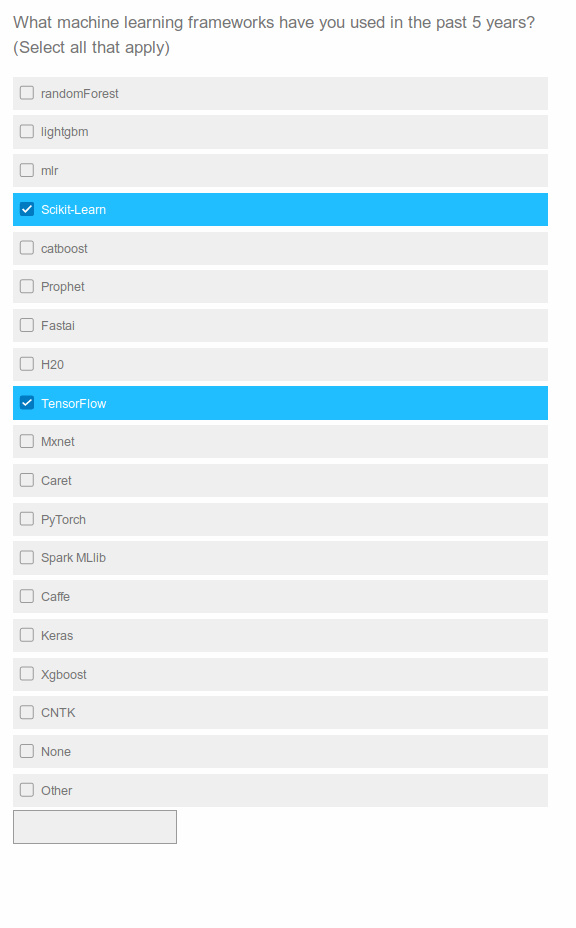 What machine learning frameworks have you used in the past 5 years?
(Select all that apply)
randomForest
lightgbm
mlr
Scikit-Learn
catboost
Prophet
Fastai
H20
TensorFlow
Mxnet
Caret
PyTorch
Spark MLlib
Caffe
Keras
Xgboost
CNTK
None
Other